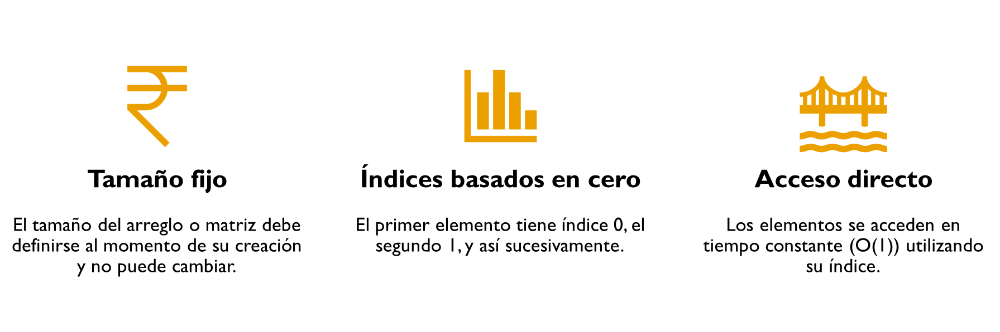 Tamaño fijo
El tamaño del arreglo o matriz debe
definirse al momento de su creación
y no puede cambiar.
Índices basados en cero
El primer elemento tiene índice 0, el
segundo 1, y así sucesivamente.
Acceso directo
Los elementos se acceden en
tiempo constante (O(1)) utilizando
su índice.